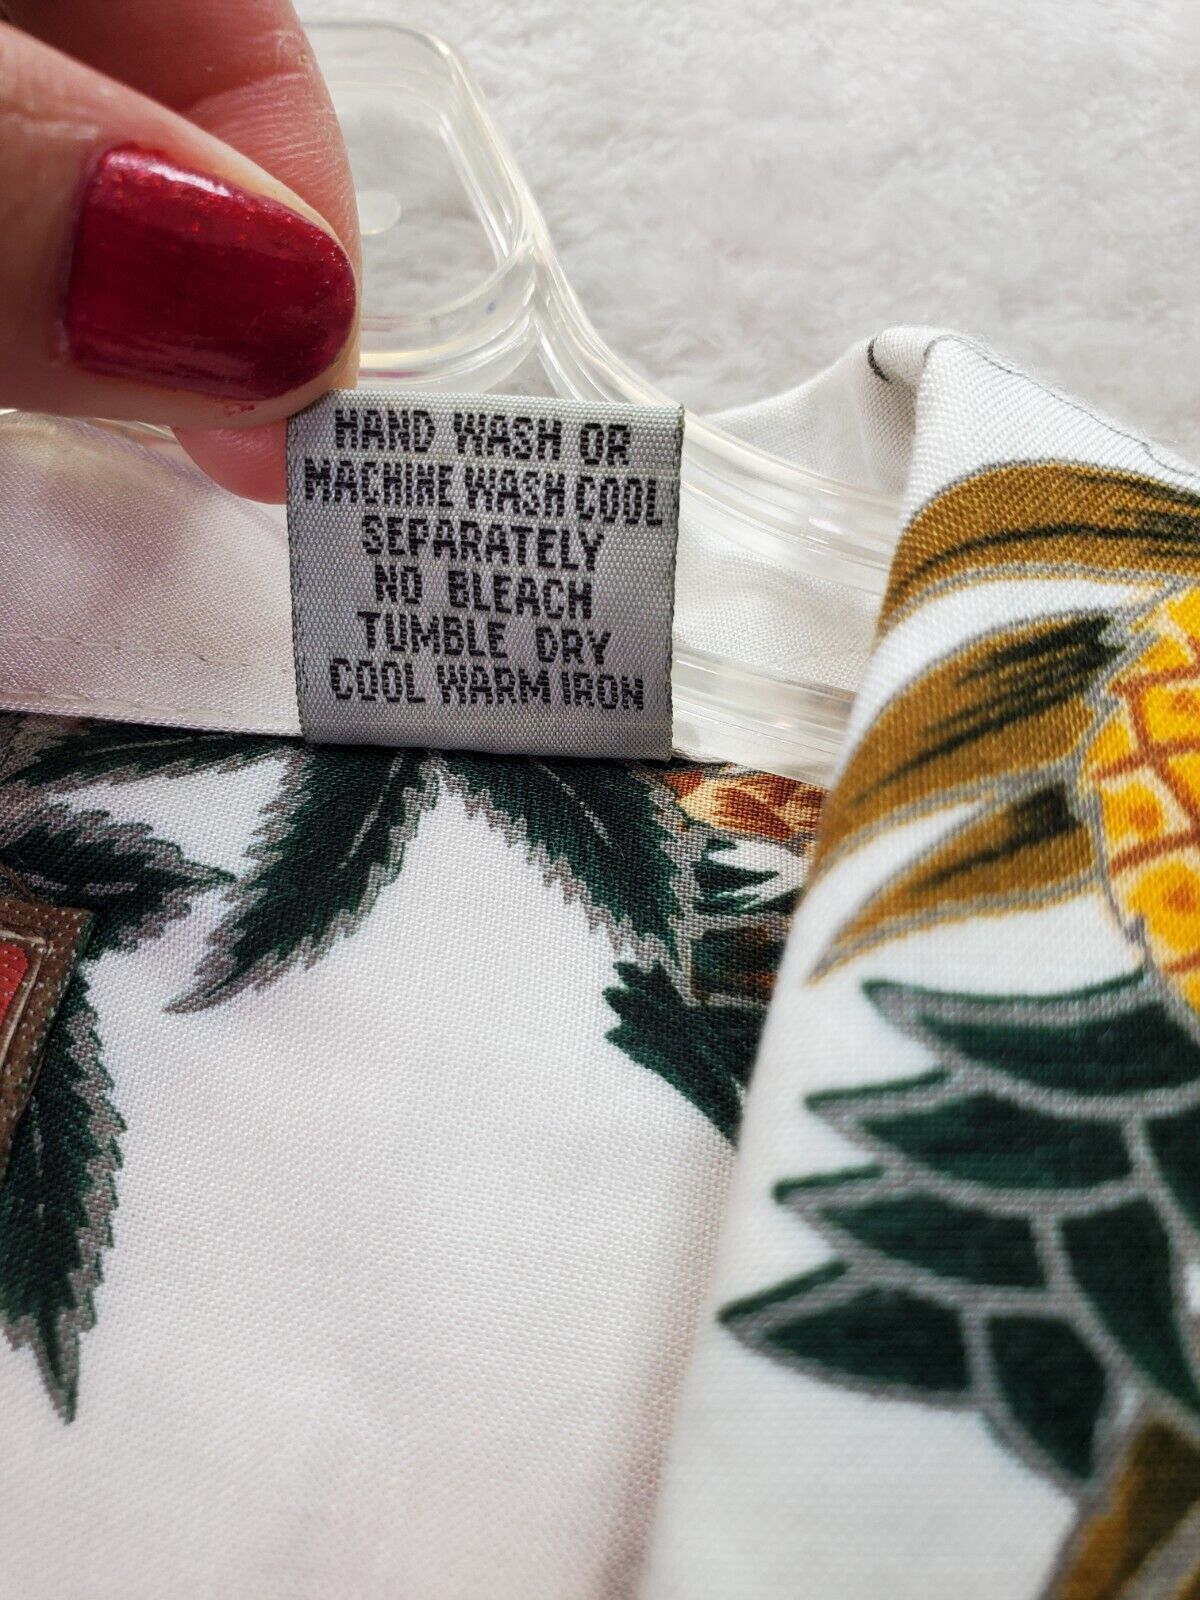 HAND WASH OR
MACHINE WASH COOL
SEPARATELY
NO BLEACH
TUMBLE DRY
COOL WARM IRON